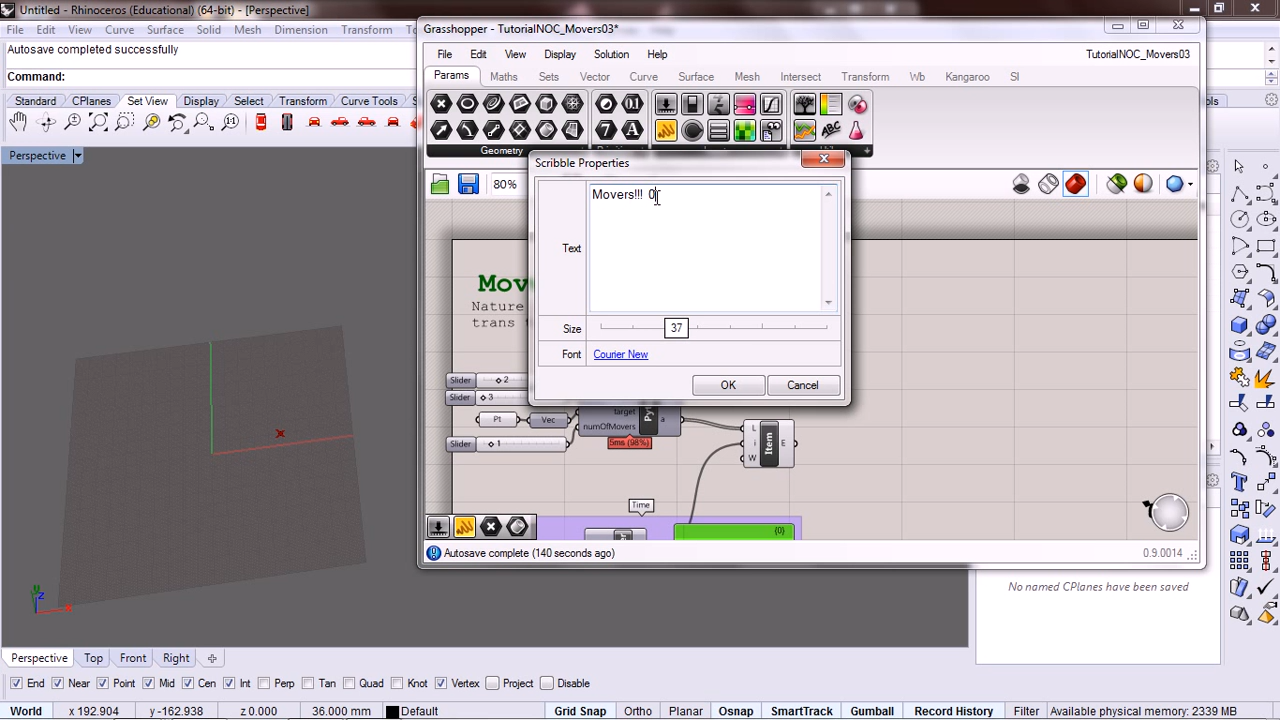 Untitled - Rhinoceros (Educational) (64-bit) - [Perspective]
File Edit View Curve Surface Solid Mesh Dimension Transform To
Autosave completed successfully
Command:
Standard CPlanes Set View Display Select Transform Curve Tools
Perspective
Grasshopper - TutorialNOC_Movers03*
File Edit View Display Solution Help
TutorialNOC_Movers03
Params Maths Sets Vector Curve Surface Mesh Intersect Transform Wb Kangaroo SI
Geometry
80%
Scribble Properties
Text
Movers!!! 0
Size
37
Font
Courier New
OK
Cancel
Mov
Nature
trans t
Slider 2
Slider 3
Pt Vec
Slider 1
target
numOfMovers
a
Py
5ms (98%)
L
i
W
Item
E
Time
{0}
Autosave complete (140 seconds ago)
0.9.0014
No named CPlanes have been saved
z
Perspective Top Front Right
End Near Point Mid Cen Int Perp Tan Quad Knot Vertex Project Disable
World x 192.904 y -162.938 z 0.000 36.000 mm Default Grid Snap Ortho Planar Osnap SmartTrack Gumball Record History Filter Available physical memory: 2339 MB